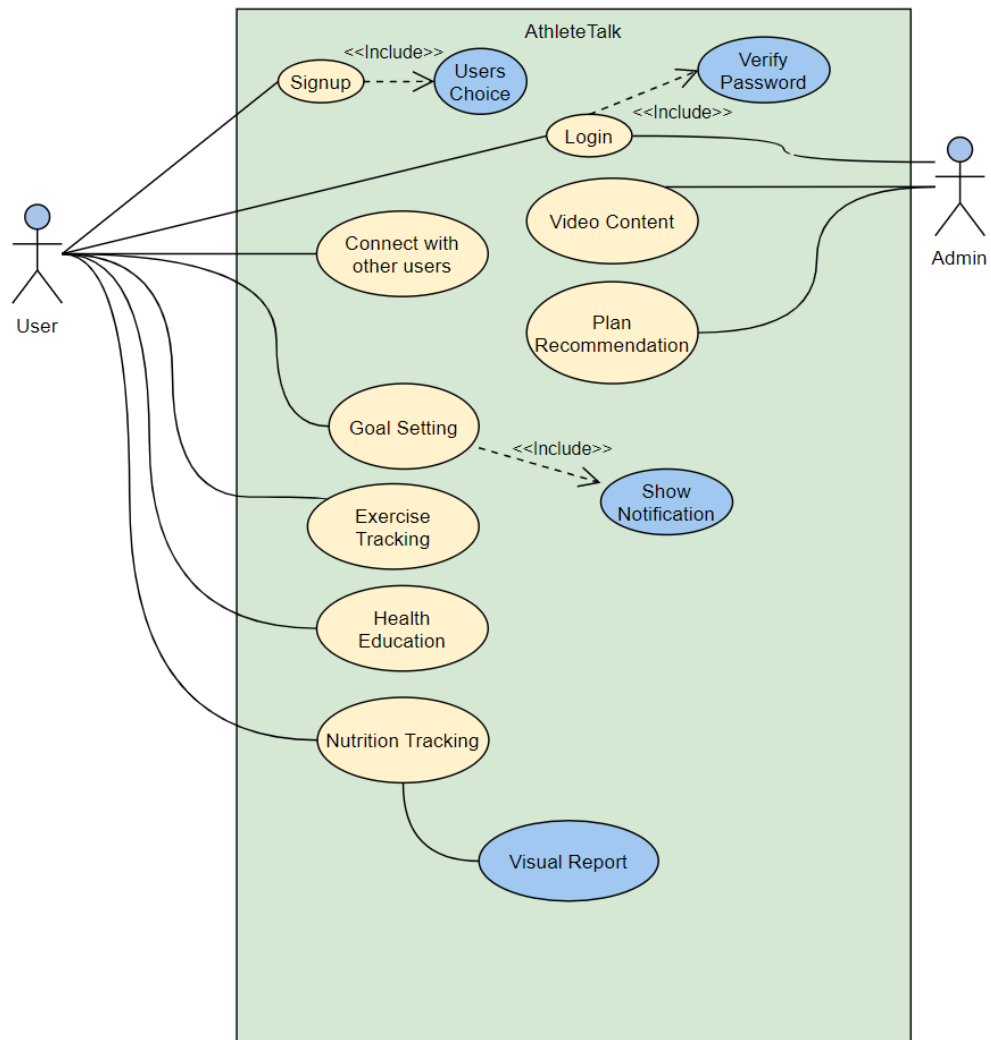 AthleteTalk
<<Include>>
Signup
Users
Choice
Verify
Password
<<Include>>
Login
Video Content
Connect with
other users
Admin
User
Plan
Recommendation
Goal Setting
<<Include>>
Show
Notification
Exercise
Tracking
Health
Education
Nutrition Tracking
Visual Report